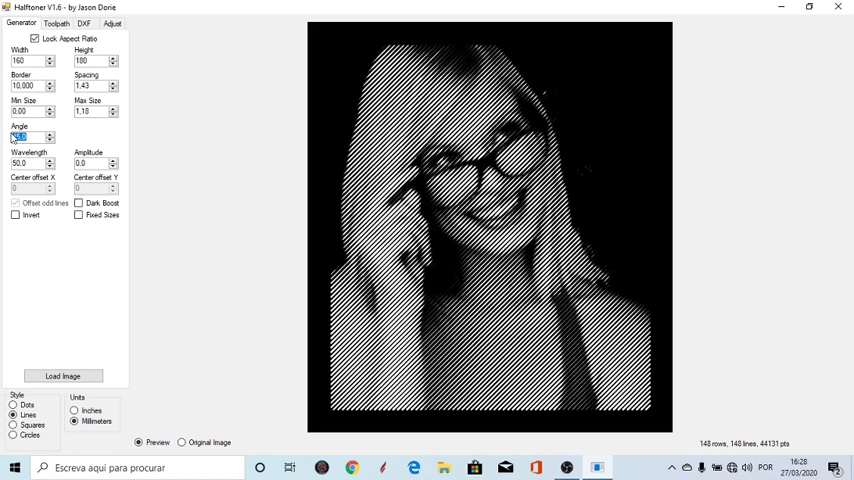 Halftoner V1.6 - by Jason Dorie
Generator Toolpath DXF Adjust
Lock Aspect Ratio
Width Height
160 180
Border Spacing
10,000 1,43
Min Size Max Size
0,00 1,18
Angle
Wavelength Amplitude
50.0 0.0
Center offset X Center offset Y
0 0
Offset odd lines Dark Boost
Invert Fixed Sizes
Load Image
Style Units
Dots Inches
Lines Millimeters
Squares
Circles
Preview Original Image 148 rows, 148 lines, 44131 pts
Escreva aqui para procurar POR 16:28
27/03/2020 2